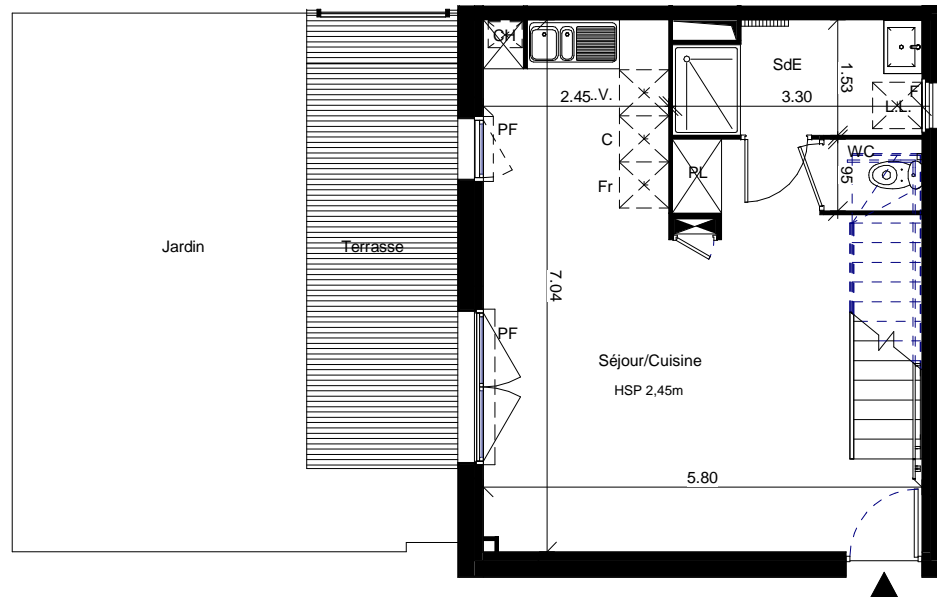 CH
SdE
1.53
2.45
.V.
3.30
F
L.L.
PF
C
WC
PL
95
Fr
Jardin
Terrasse
7.04
PF
Séjour/Cuisine
HSP 2,45m
5.80